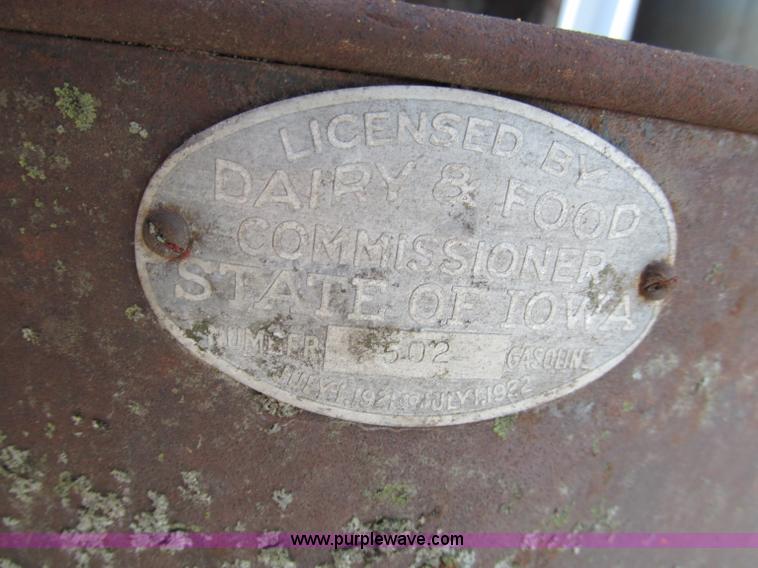 LICENSED BY
DAIRY & FOOD
COMMISSIONER
STATE OF IOWA
NUMBER 502 GASOLINE
JULY 1, 1921 TO JULY 1, 1922
www.purplewave.com